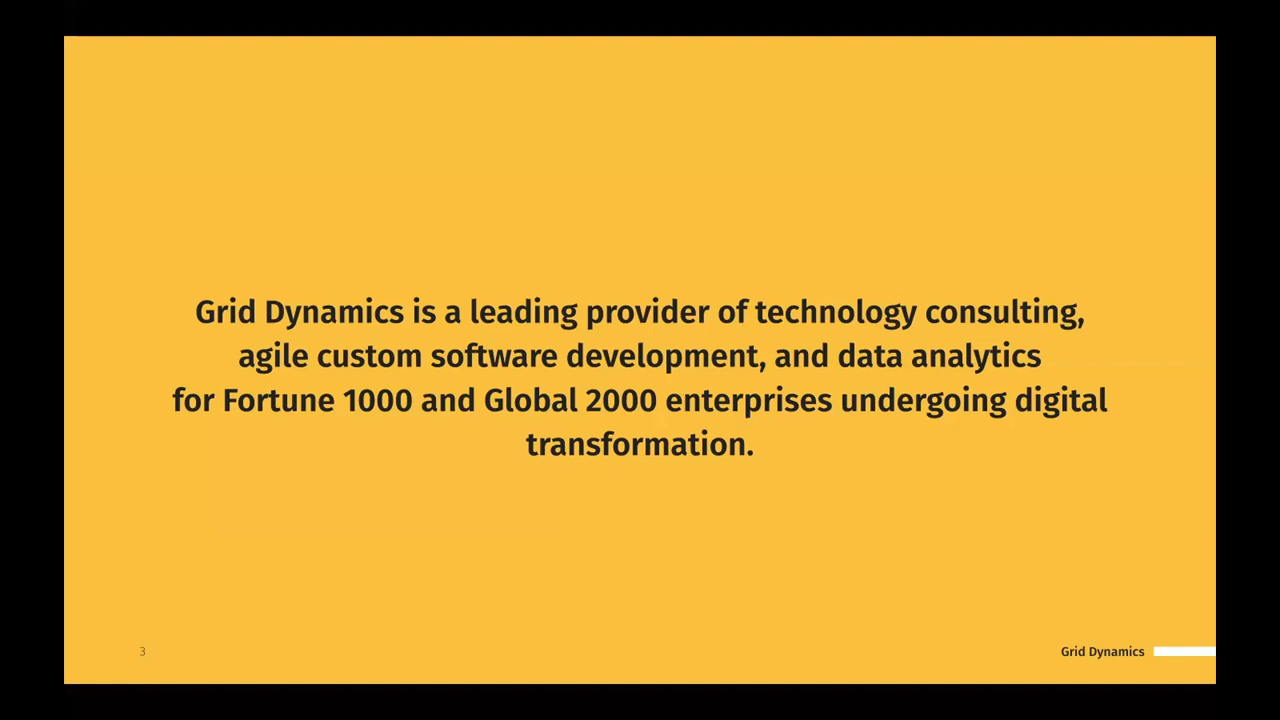 Grid Dynamics is a leading provider of technology consulting,
agile custom software development, and data analytics
for Fortune 1000 and Global 2000 enterprises undergoing digital
transformation.
3
Grid Dynamics